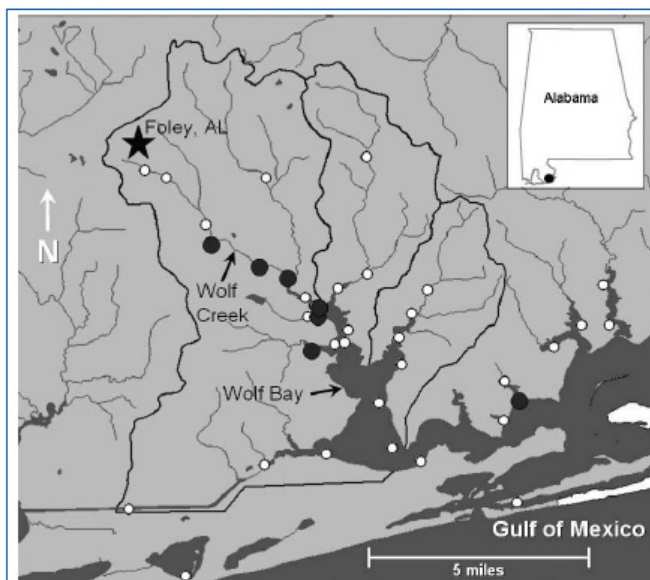 Alabama
Foley, AL
N
Wolf
Creek
Wolf Bay
Gulf of Mexico
5 miles